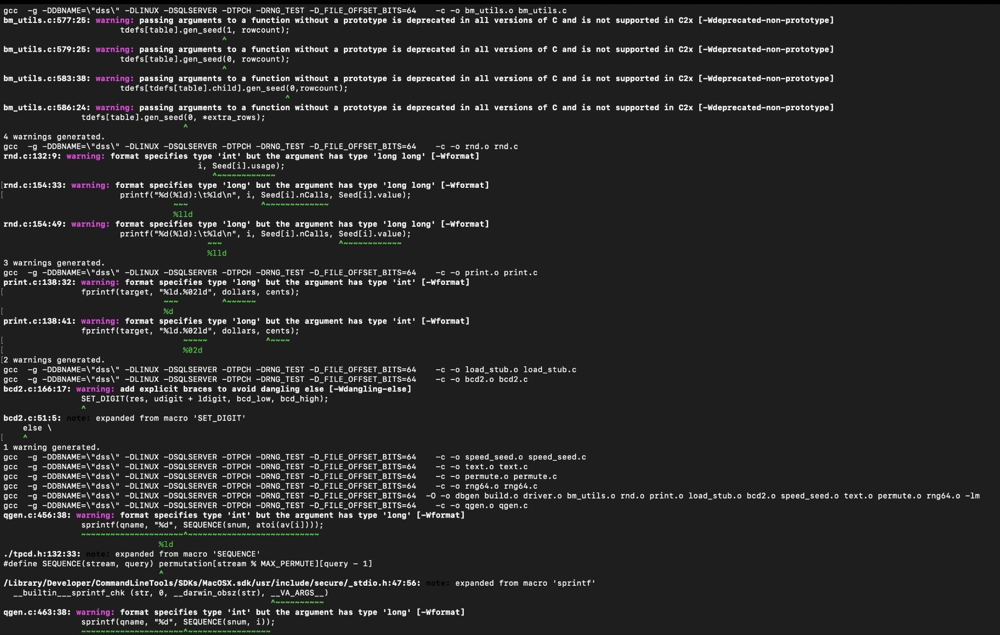 gcc  -g -DDBNAME=\"dss\" -DLINUX -DSQLSERVER -DTPCH -DRNG_TEST -D_FILE_OFFSET_BITS=64    -c -o bm_utils.o bm_utils.c
bm_utils.c:577:25: warning: passing arguments to a function without a prototype is deprecated in all versions of C and is not supported in C2x [-Wdeprecated-non-prototype]
                        tdefs[table].gen_seed(1, rowcount);
                                             ^
bm_utils.c:579:25: warning: passing arguments to a function without a prototype is deprecated in all versions of C and is not supported in C2x [-Wdeprecated-non-prototype]
                        tdefs[table].gen_seed(0, rowcount);
                                             ^
bm_utils.c:583:38: warning: passing arguments to a function without a prototype is deprecated in all versions of C and is not supported in C2x [-Wdeprecated-non-prototype]
                        tdefs[tdefs[table].child].gen_seed(0,rowcount);
                                                          ^
bm_utils.c:586:24: warning: passing arguments to a function without a prototype is deprecated in all versions of C and is not supported in C2x [-Wdeprecated-non-prototype]
                tdefs[table].gen_seed(0, *extra_rows);
                                     ^
4 warnings generated.
gcc  -g -DDBNAME=\"dss\" -DLINUX -DSQLSERVER -DTPCH -DRNG_TEST -D_FILE_OFFSET_BITS=64    -c -o rnd.o rnd.c
rnd.c:132:9: warning: format specifies type 'int' but the argument has type 'long long' [-Wformat]
                                        i, Seed[i].usage);
                                           ^~~~~~~~~~~~~
[rnd.c:154:33: warning: format specifies type 'long' but the argument has type 'long long' [-Wformat]
[                        printf("%d(%ld):\t%ld\n", i, Seed[i].nCalls, Seed[i].value);
                                   ~~~               ^~~~~~~~~~~~~~
                                   %lld
rnd.c:154:49: warning: format specifies type 'long' but the argument has type 'long long' [-Wformat]
                        printf("%d(%ld):\t%ld\n", i, Seed[i].nCalls, Seed[i].value);
                                          ~~~                        ^~~~~~~~~~~~~
                                          %lld
3 warnings generated.
gcc  -g -DDBNAME=\"dss\" -DLINUX -DSQLSERVER -DTPCH -DRNG_TEST -D_FILE_OFFSET_BITS=64    -c -o print.o print.c
print.c:138:32: warning: format specifies type 'long' but the argument has type 'int' [-Wformat]
[                fprintf(target, "%ld.%02ld", dollars, cents);
                                 ~~~         ^~~~~~~
[                                 %d
print.c:138:41: warning: format specifies type 'long' but the argument has type 'int' [-Wformat]
                fprintf(target, "%ld.%02ld", dollars, cents);
[                                     ~~~~~            ^~~~~
[                                     %02d
[2 warnings generated.
gcc  -g -DDBNAME=\"dss\" -DLINUX -DSQLSERVER -DTPCH -DRNG_TEST -D_FILE_OFFSET_BITS=64    -c -o load_stub.o load_stub.c
gcc  -g -DDBNAME=\"dss\" -DLINUX -DSQLSERVER -DTPCH -DRNG_TEST -D_FILE_OFFSET_BITS=64    -c -o bcd2.o bcd2.c
bcd2.c:166:17: warning: add explicit braces to avoid dangling else [-Wdangling-else]
                SET_DIGIT(res, udigit + ldigit, bcd_low, bcd_high);
                ^
bcd2.c:51:5: note: expanded from macro 'SET_DIGIT'
    else \
[    ^
1 warning generated.
gcc  -g -DDBNAME=\"dss\" -DLINUX -DSQLSERVER -DTPCH -DRNG_TEST -D_FILE_OFFSET_BITS=64    -c -o speed_seed.o speed_seed.c
gcc  -g -DDBNAME=\"dss\" -DLINUX -DSQLSERVER -DTPCH -DRNG_TEST -D_FILE_OFFSET_BITS=64    -c -o text.o text.c
gcc  -g -DDBNAME=\"dss\" -DLINUX -DSQLSERVER -DTPCH -DRNG_TEST -D_FILE_OFFSET_BITS=64    -c -o permute.o permute.c
gcc  -g -DDBNAME=\"dss\" -DLINUX -DSQLSERVER -DTPCH -DRNG_TEST -D_FILE_OFFSET_BITS=64    -c -o rng64.o rng64.c
gcc  -g -DDBNAME=\"dss\" -DLINUX -DSQLSERVER -DTPCH -DRNG_TEST -D_FILE_OFFSET_BITS=64  -O -o dbgen build.o driver.o bm_utils.o rnd.o print.o load_stub.o bcd2.o speed_seed.o text.o permute.o rng64.o -lm
gcc  -g -DDBNAME=\"dss\" -DLINUX -DSQLSERVER -DTPCH -DRNG_TEST -D_FILE_OFFSET_BITS=64    -c -o qgen.o qgen.c
qgen.c:456:38: warning: format specifies type 'int' but the argument has type 'long' [-Wformat]
                sprintf(qname, "%d", SEQUENCE(snum, atoi(av[i])));
                ~~~~~~~~~~~~~~~~~~~~~^~~~~~~~~~~~~~~~~~~~~~~~~~~
                                %ld
./tpcd.h:132:33: note: expanded from macro 'SEQUENCE'
#define SEQUENCE(stream, query) permutation[stream % MAX_PERMUTE][query - 1]
                                ^
/Library/Developer/CommandLineTools/SDKs/MacOSX.sdk/usr/include/secure/_stdio.h:47:56: note: expanded from macro 'sprintf'
  __builtin___sprintf_chk (str, 0, __darwin_obsz(str), __VA_ARGS__)
                                                       ^~~~~~~~~~~
qgen.c:463:38: warning: format specifies type 'int' but the argument has type 'long' [-Wformat]
                sprintf(qname, "%d", SEQUENCE(snum, i));
                ~~~~~~~~~~~~~~~~~~~~~^~~~~~~~~~~~~~~~~